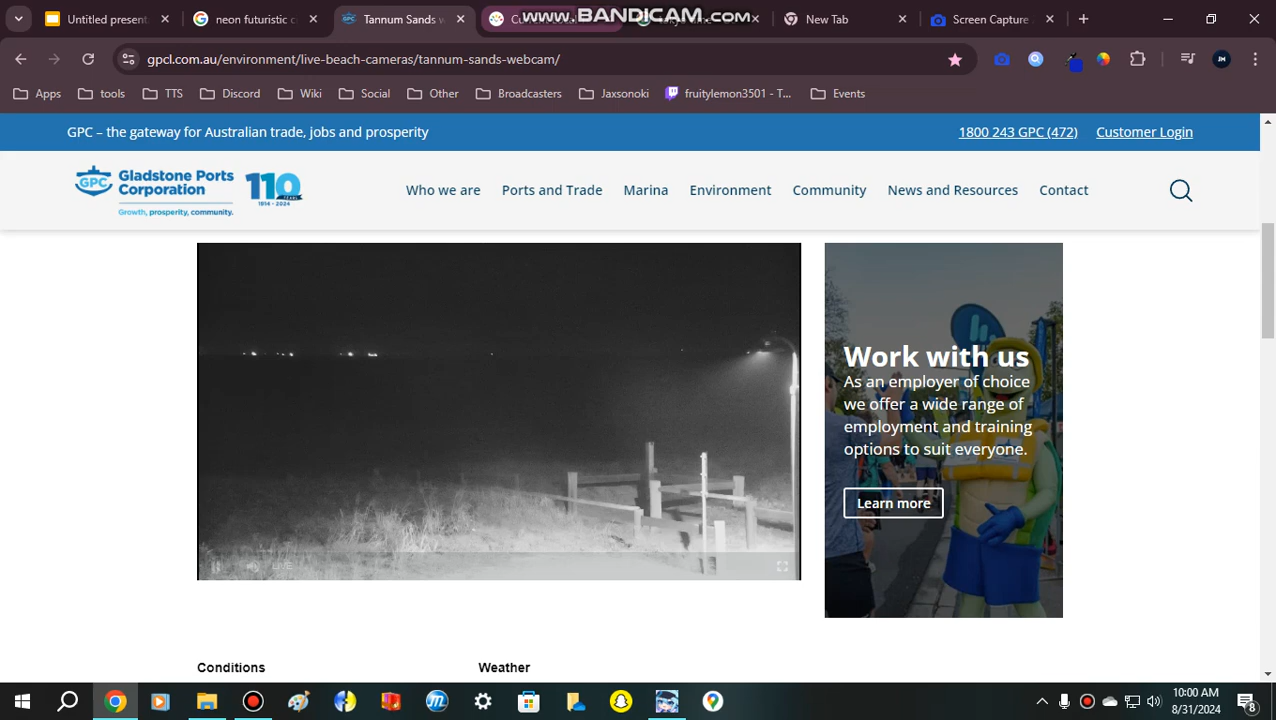 Untitled present
neon futuristic c
Tannum Sands w
www.BANDICAM.com
New Tab
Screen Capture
gpcl.com.au/environment/live-beach-cameras/tannum-sands-webcam/
JM
Apps
tools
TTS
Discord
Wiki
Social
Other
Broadcasters
Jaxsonoki
fruitylemon3501 - T...
Events
GPC – the gateway for Australian trade, jobs and prosperity
1800 243 GPC (472)
Customer Login
GPC
Gladstone Ports
Corporation
Growth, prosperity, community.
110
YEARS
1914 - 2024
Who we are
Ports and Trade
Marina
Environment
Community
News and Resources
Contact
Work with us
As an employer of choice
we offer a wide range of
employment and training
options to suit everyone.
Learn more
LIVE
Conditions
Weather
10:00 AM
8/31/2024
8